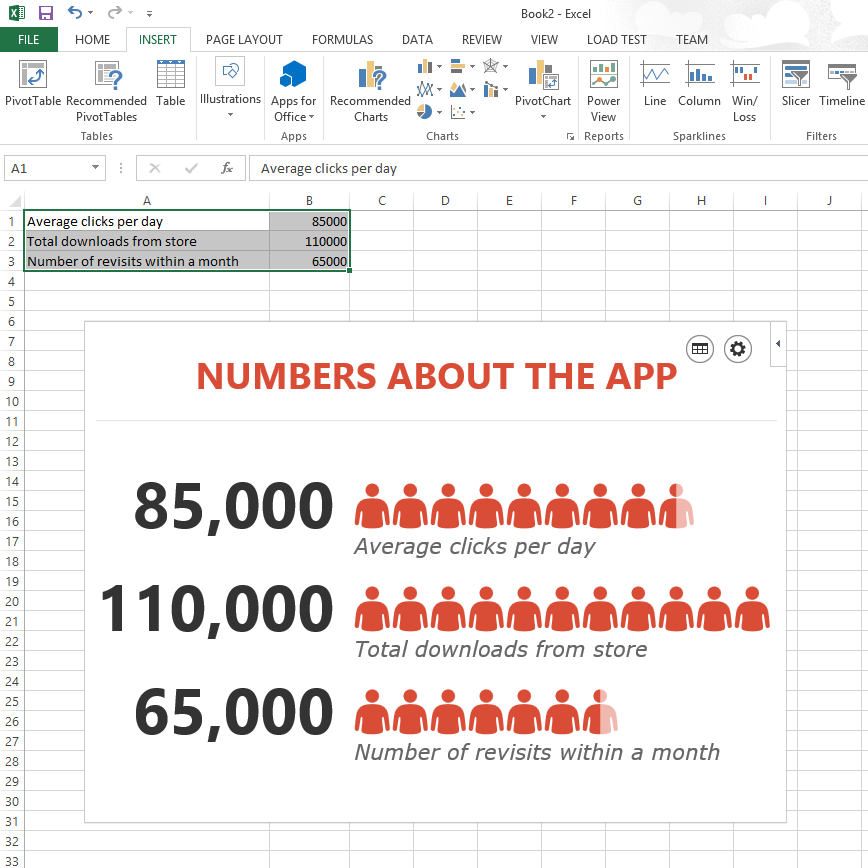 Book2 - Excel
FILE HOME INSERT PAGE LAYOUT FORMULAS DATA REVIEW VIEW LOAD TEST TEAM
PivotTable Recommended PivotTables Table Illustrations Apps for Office Recommended Charts PivotChart Power View Line Column Win/ Loss Slicer Timeline
Tables Apps Charts Reports Sparklines Filters
A1 fx Average clicks per day
A B C D E F G H I J
1 Average clicks per day 85000
2 Total downloads from store 110000
3 Number of revisits within a month 65000
4
5
6
7
8
NUMBERS ABOUT THE APP
9
10
11
12
13
14
85,000
15
16
Average clicks per day
17
18
19
20
110,000
21
22
Total downloads from store
23
24
25
65,000
26
27
Number of revisits within a month
28
29
30
31
32
33